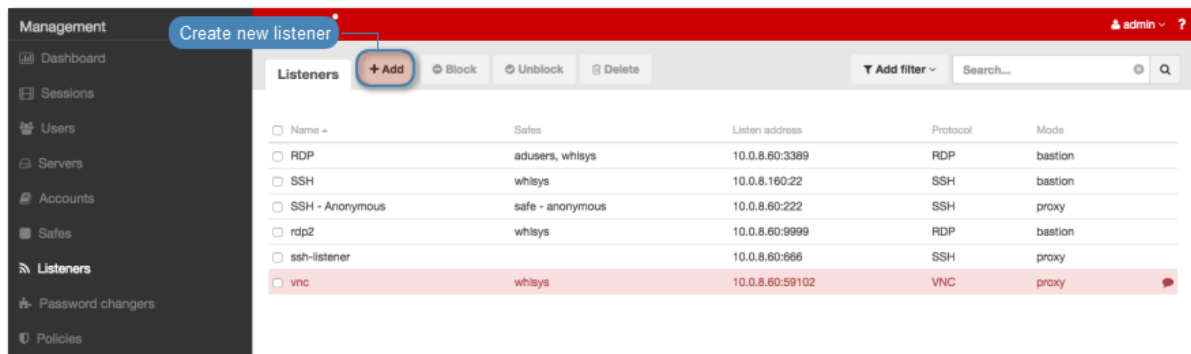 Management
Create new listener
admin
?
Dashboard
Sessions
Users
Servers
Accounts
Safes
Listeners
Password changers
Policies
Listeners
+ Add
Block
Unblock
Delete
Add filter
Search...
Name Safes Listen address Protocol Mode
RDP adusers, whlsys 10.0.8.60:3389 RDP bastion
SSH whlsys 10.0.8.160:22 SSH bastion
SSH - Anonymous safe - anonymous 10.0.8.60:222 SSH proxy
rdp2 whlsys 10.0.8.60:9999 RDP bastion
ssh-listener 10.0.8.60:666 SSH proxy
vnc whlsys 10.0.8.60:59102 VNC proxy